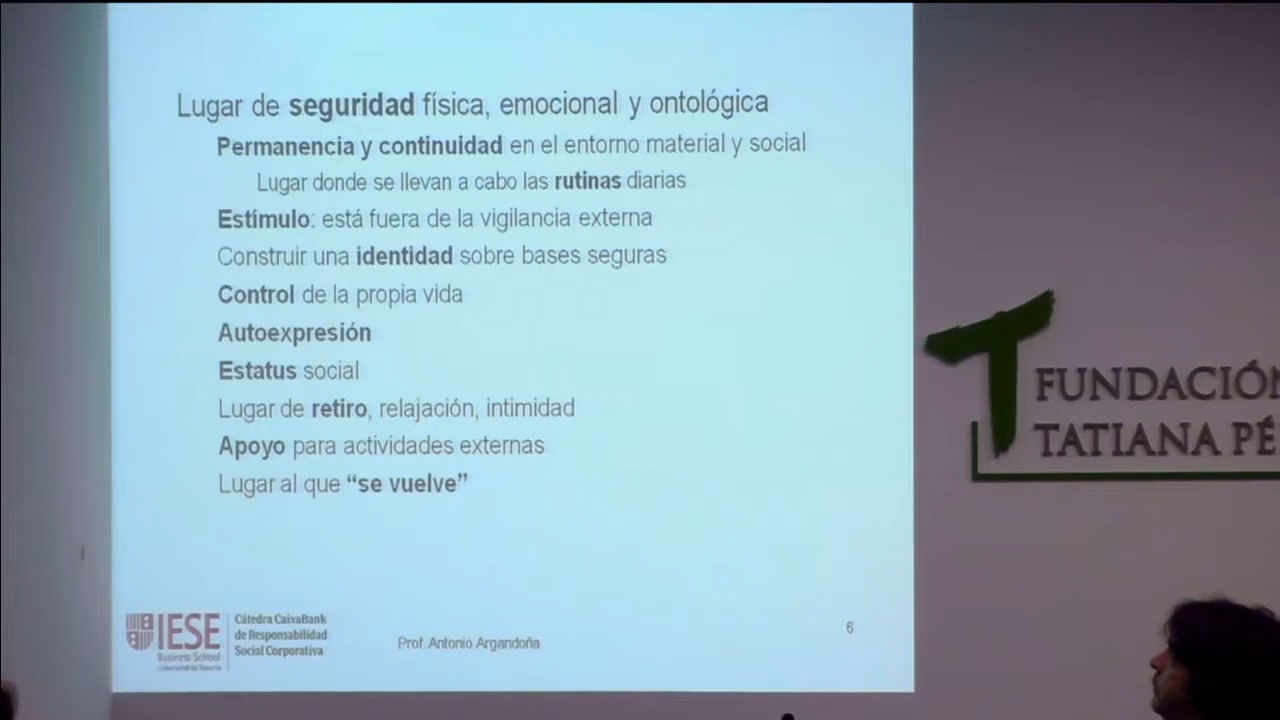 Lugar de seguridad física, emocional y ontológica
Permanencia y continuidad en el entorno material y social
Lugar donde se llevan a cabo las rutinas diarias
Estímulo: está fuera de la vigilancia externa
Construir una identidad sobre bases seguras
Control de la propia vida
Autoexpresión
Estatus social
Lugar de retiro, relajación, intimidad
Apoyo para actividades externas
Lugar al que “se vuelve”
IESE
Business School
Universidad de Navarra
Cátedra CaixaBank
de Responsabilidad
Social Corporativa
Prof. Antonio Argandoña
6
FUNDACIÓN
TATIANA PÉ